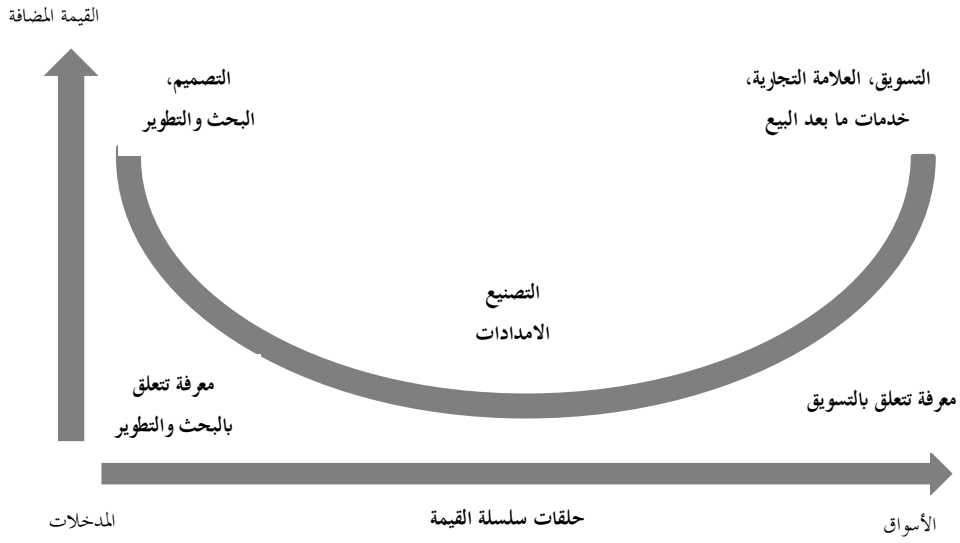 القيمة المضافة
التسويق، العلامة التجارية،
خدمات ما بعد البيع
التصميم،
البحث والتطوير
التصنيع
الامدادات
معرفة تتعلق بالتسويق
معرفة تتعلق
بالبحث والتطوير
الأسواق
حلقات سلسلة القيمة
المدخلات